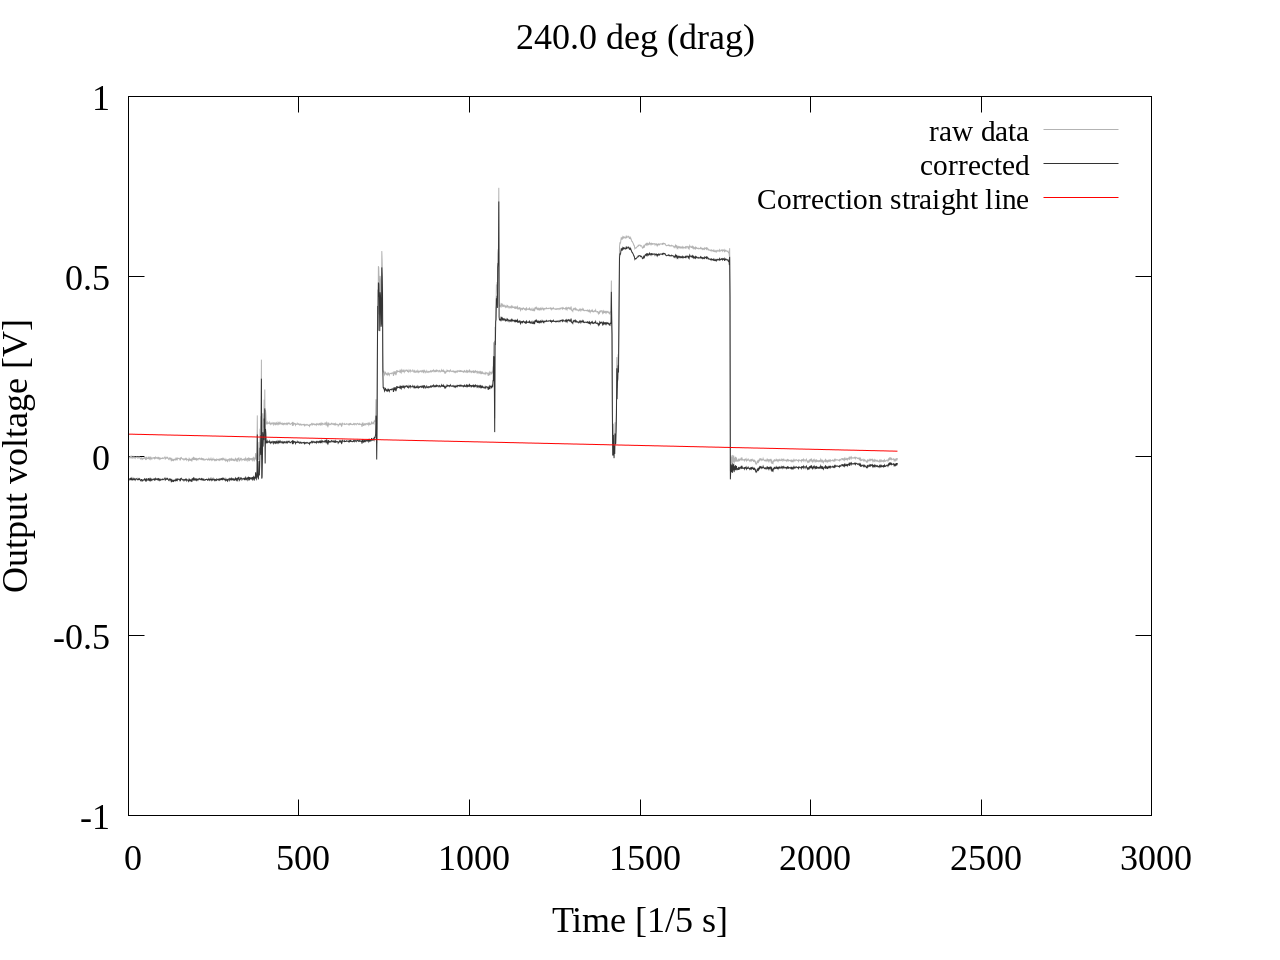 240.0 deg (drag)
1
0.5
0
-0.5
-1
Output voltage [V]
raw data
corrected
Correction straight line
0 500 1000 1500 2000 2500 3000
Time [1/5 s]